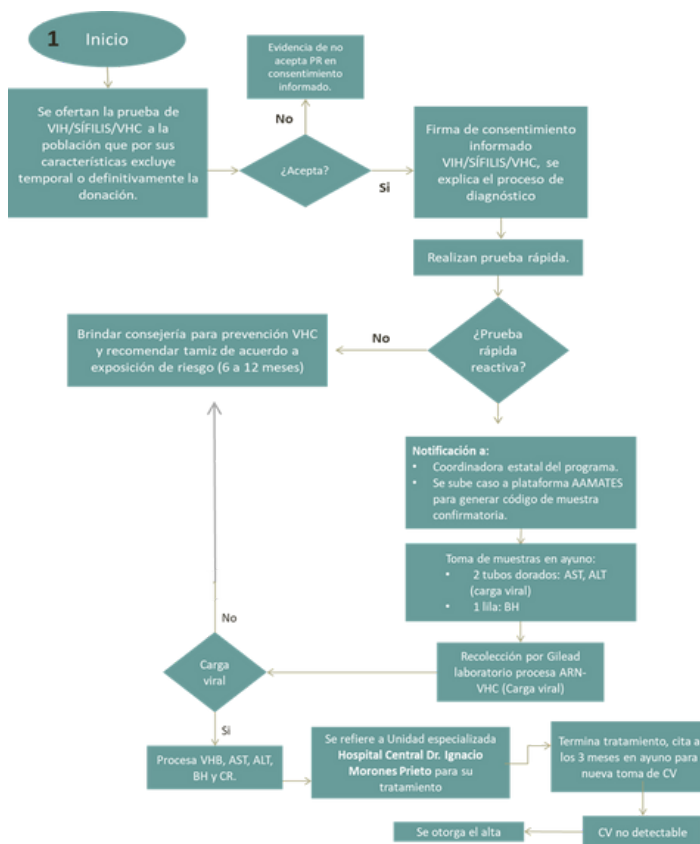 1 Inicio
Evidencia de no
acepta PR en
consentimiento
informado.
No
Se ofertan la prueba de
VIH/SÍFILIS/VHC a la
población que por sus
características excluye
temporal o definitivamente la
donación.
¿Acepta?
Si
Firma de consentimiento
informado
VIH/SÍFILIS/VHC, se
explica el proceso de
diagnóstico
Realizan prueba rápida.
¿Prueba
rápida
reactiva?
No
Brindar consejería para prevención VHC
y recomendar tamiz de acuerdo a
exposición de riesgo (6 a 12 meses)
Notificación a:
• Coordinadora estatal del programa.
• Se sube caso a plataforma AAMATES
para generar código de muestra
confirmatoria.
Toma de muestras en ayuno:
• 2 tubos dorados: AST, ALT
(carga viral)
• 1 lila: BH
Recolección por Gilead
laboratorio procesa ARN-
VHC (Carga viral)
No
Carga
viral
Si
Procesa VHB, AST, ALT,
BH y CR.
Se refiere a Unidad especializada
Hospital Central Dr. Ignacio
Morones Prieto para su
tratamiento
Termina tratamiento, cita a
los 3 meses en ayuno para
nueva toma de CV
CV no detectable
Se otorga el alta